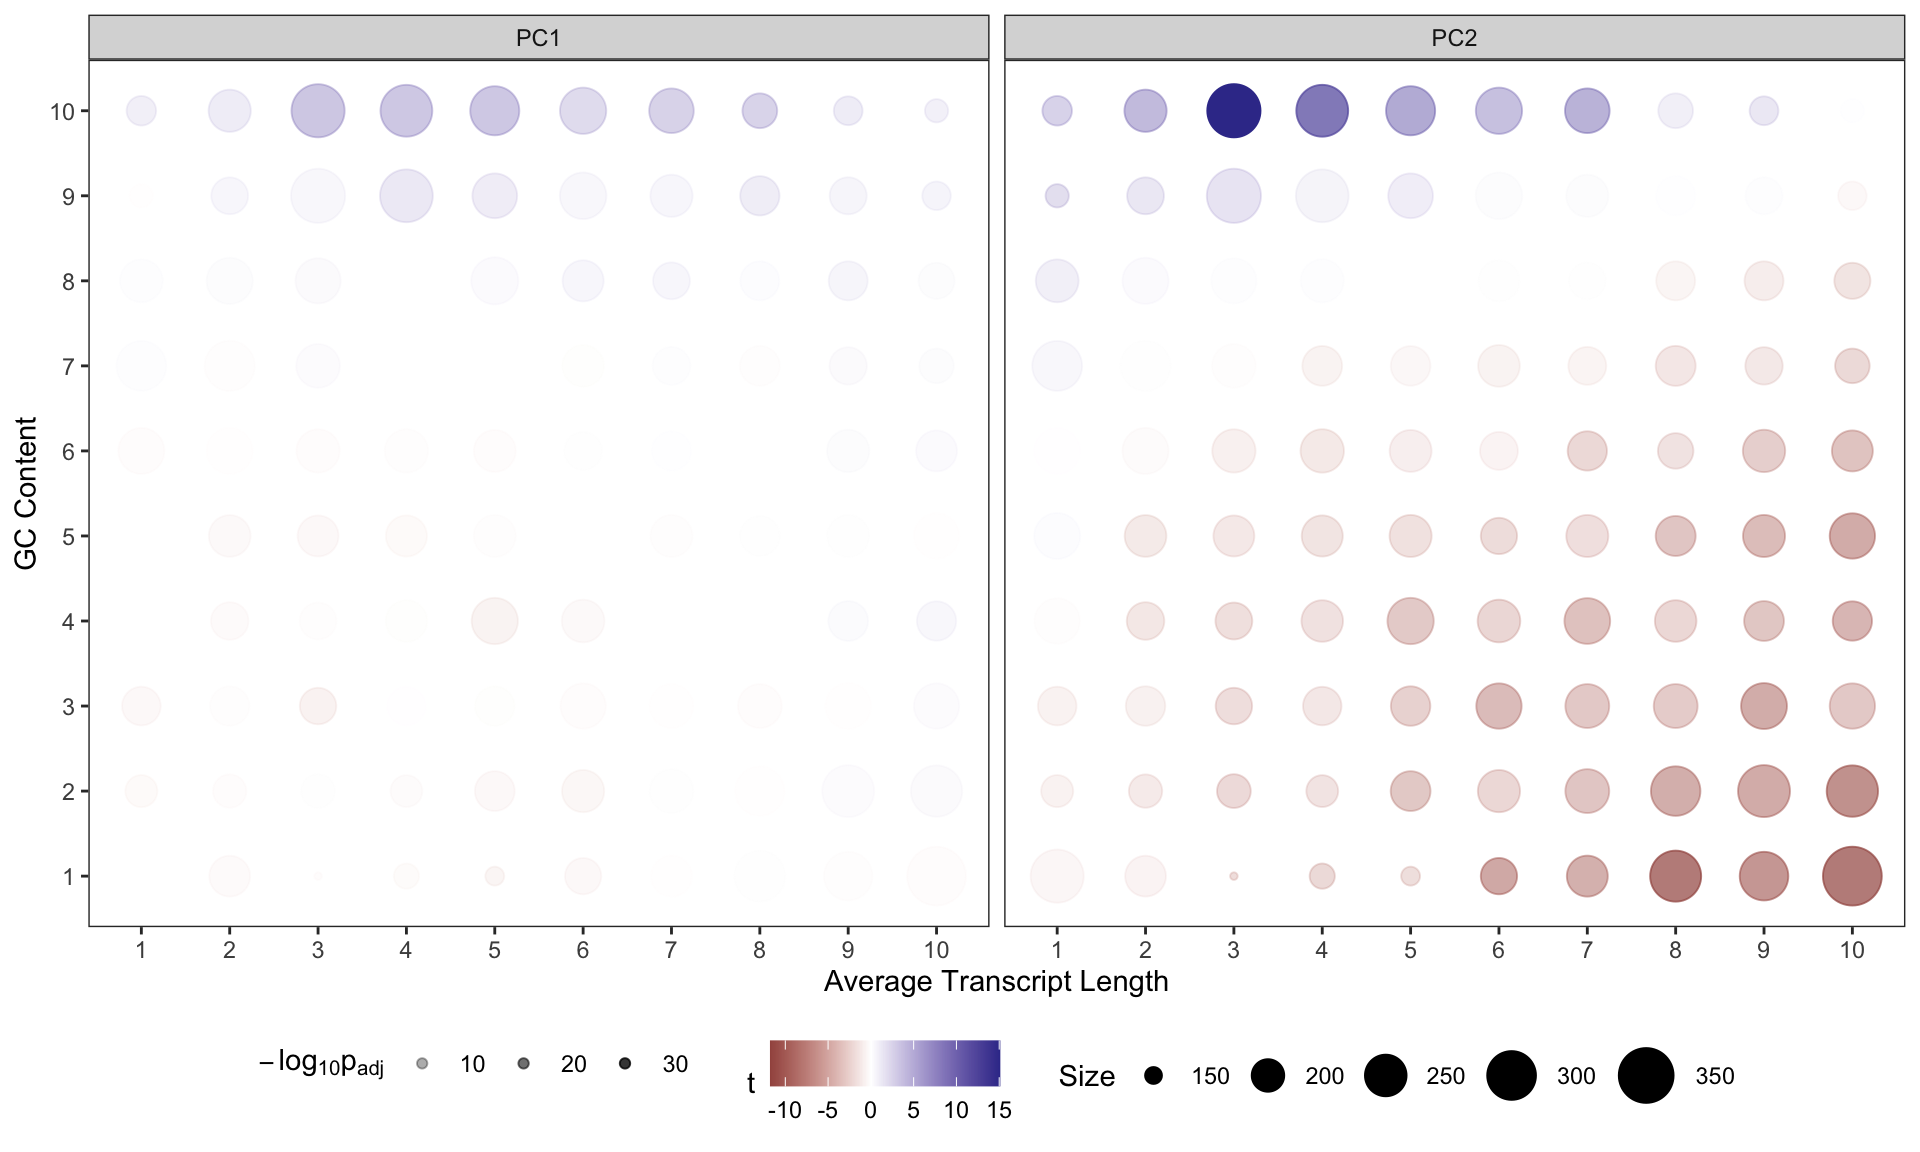 PC1 PC2
10
9
8
7
6
5
4
3
2
1
GC Content
1 2 3 4 5 6 7 8 9 10 1 2 3 4 5 6 7 8 9 10
Average Transcript Length
−log10padj 10 20 30
t
-10 -5 0 5 10 15
Size 150 200 250 300 350